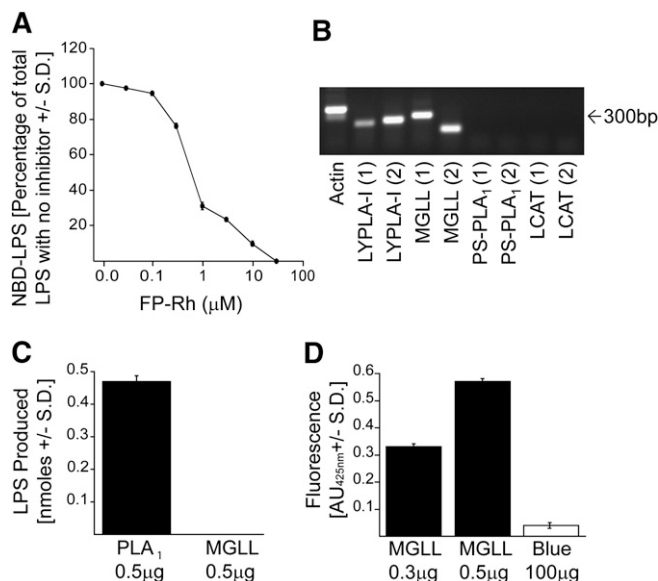 A
NBD-LPS [Percentage of total
LPS with no inhibitor +/- S.D.]
120
100
80
60
40
20
0.0 0.1 1 10 100
FP-Rh (μM)
B
←300bp
Actin
LYPLA-I (1)
LYPLA-I (2)
MGLL (1)
MGLL (2)
PS-PLA₁ (1)
PS-PLA₁ (2)
LCAT (1)
LCAT (2)
C
LPS Produced
[nmoles +/- S.D.]
0.5
0.4
0.3
0.2
0.1
PLA₁ MGLL
0.5μg 0.5μg
D
Fluorescence
[AU₄₂₅ₙₘ+/- S.D.]
0.6
0.5
0.4
0.3
0.1
MGLL MGLL Blue
0.3μg 0.5μg 100μg